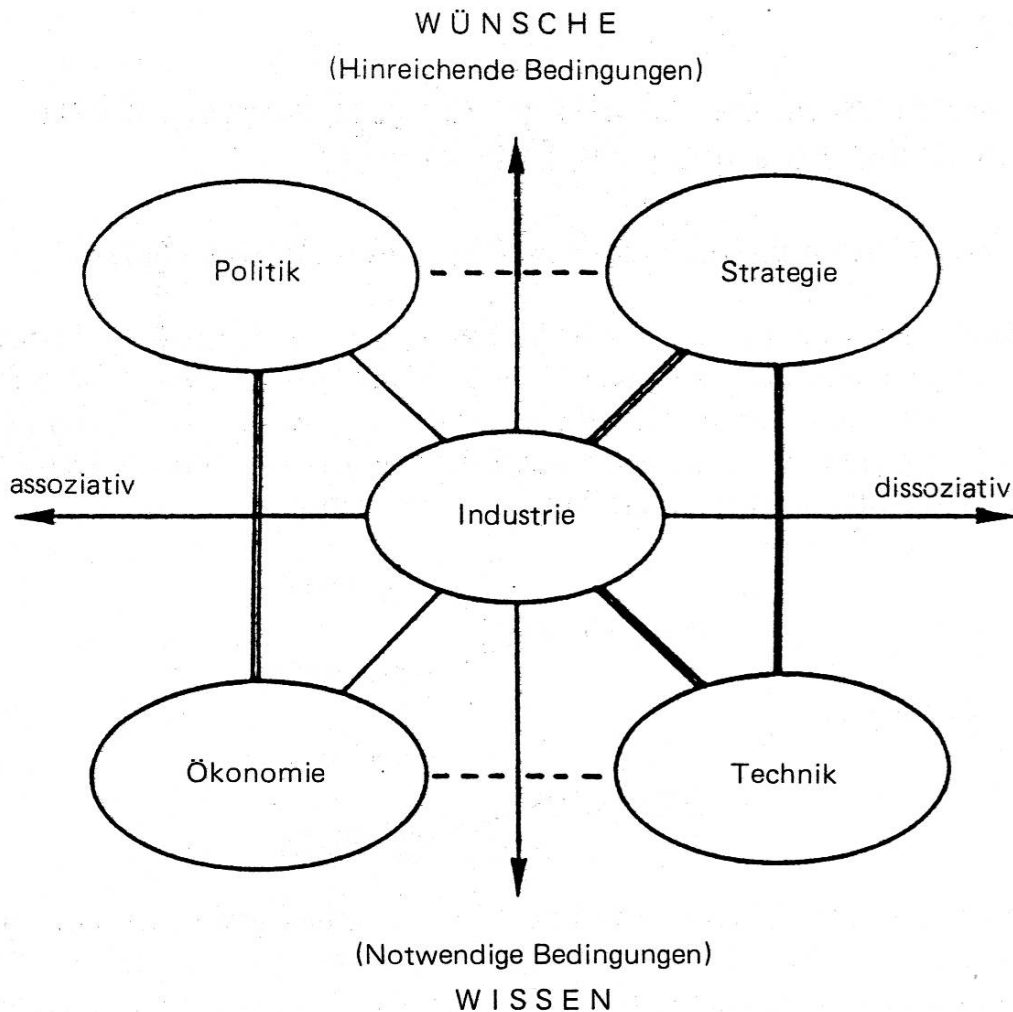 WÜNSCHE
(Hinreichende Bedingungen)
Politik
Strategie
assoziativ
dissoziativ
Industrie
Ökonomie
Technik
(Notwendige Bedingungen)
WISSEN